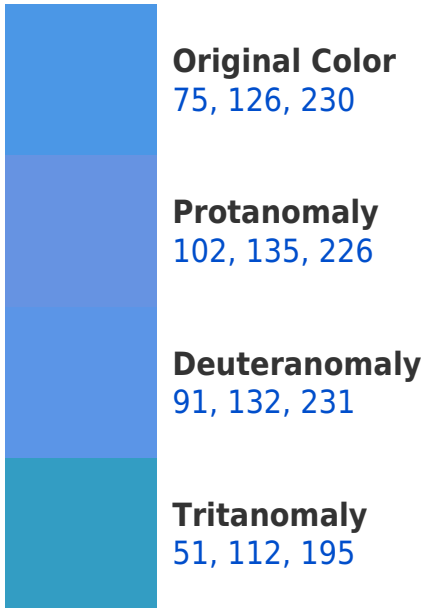 Original Color
75, 126, 230
Protanomaly
102, 135, 226
Deuteranomaly
91, 132, 231
Tritanomaly
51, 112, 195